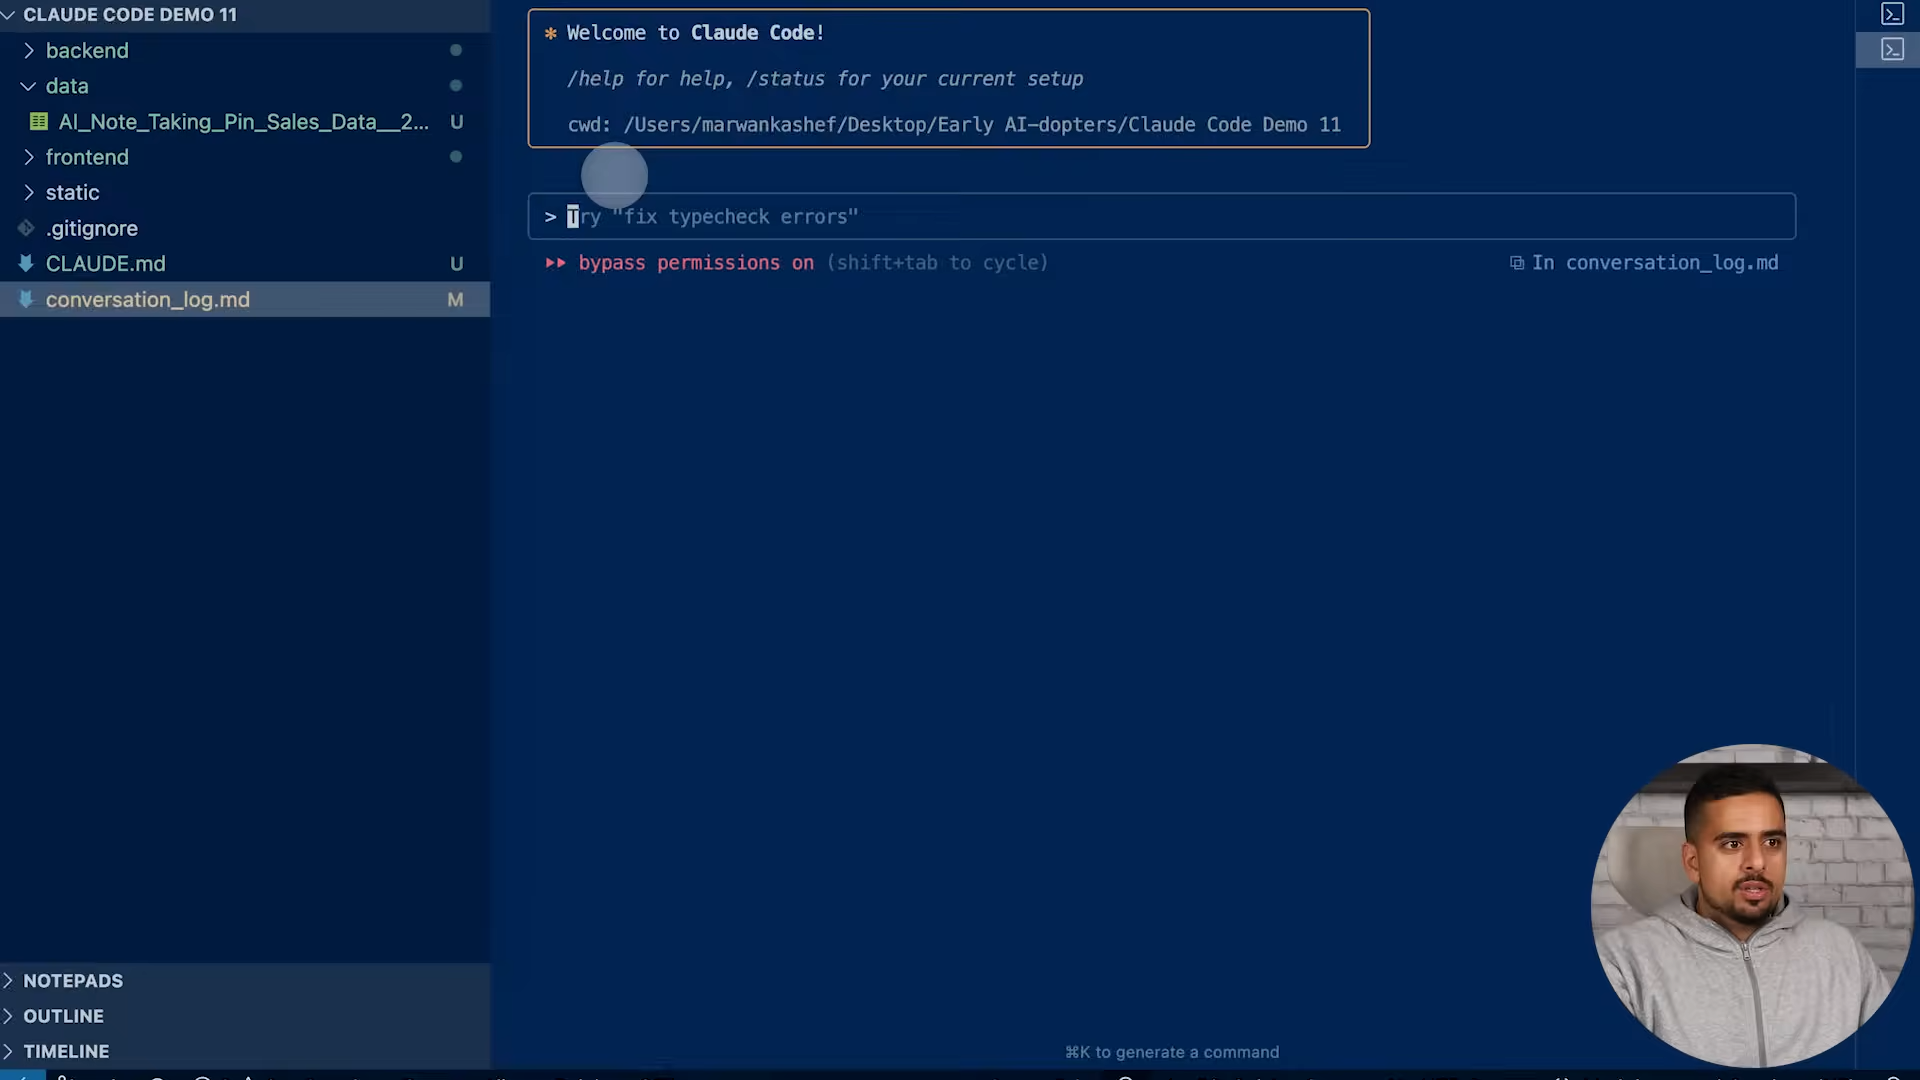 CLAUDE CODE DEMO 11
backend
data
AI_Note_Taking_Pin_Sales_Data__2... U
frontend
static
.gitignore
CLAUDE.md U
conversation_log.md M
NOTEPADS
OUTLINE
TIMELINE
* Welcome to Claude Code!
/help for help, /status for your current setup
cwd: /Users/marwankashef/Desktop/Early AI-dopters/Claude Code Demo 11
> Try "fix typecheck errors"
bypass permissions on (shift+tab to cycle)
In conversation_log.md
⌘K to generate a command